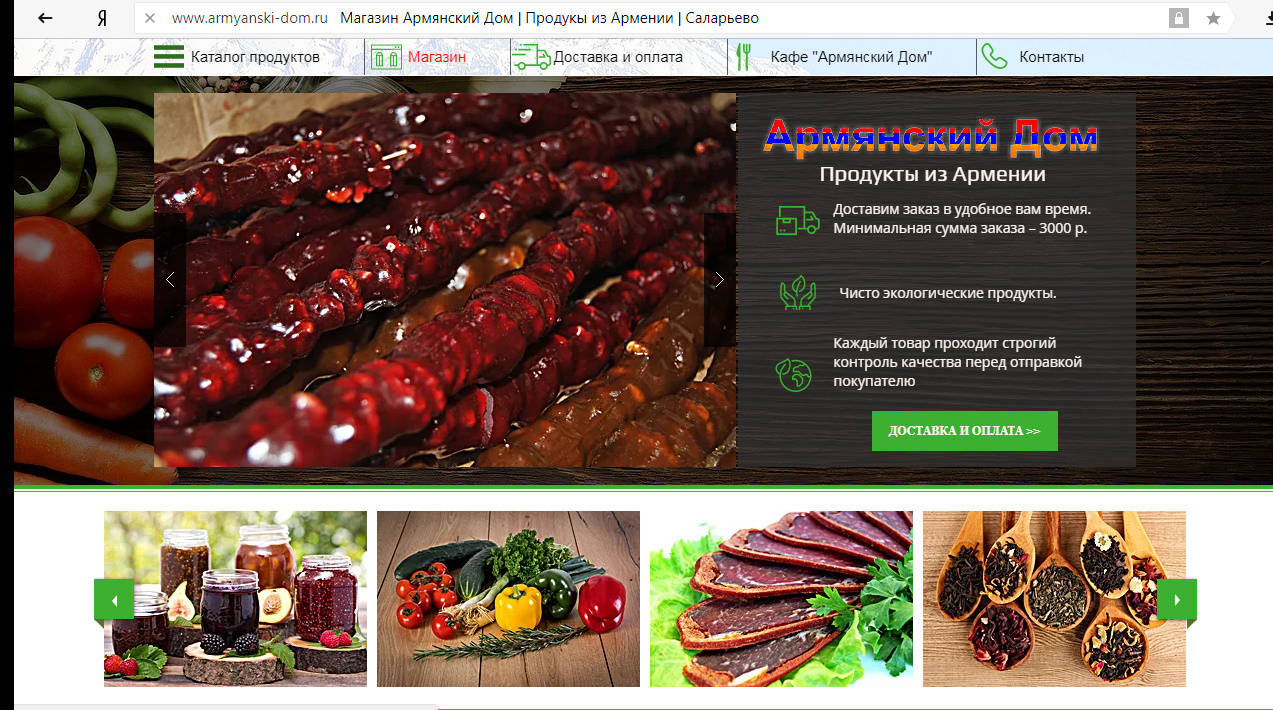 Я
www.armyanski-dom.ru Магазин Армянский Дом | Продукы из Армении | Саларьево
Каталог продуктов
Магазин
Доставка и оплата
Кафе "Армянский Дом"
Контакты
Армянский Дом
Продукты из Армении
Доставим заказ в удобное вам время.
Минимальная сумма заказа – 3000 р.
Чисто экологические продукты.
Каждый товар проходит строгий
контроль качества перед отправкой
покупателю
ДОСТАВКА И ОПЛАТА >>